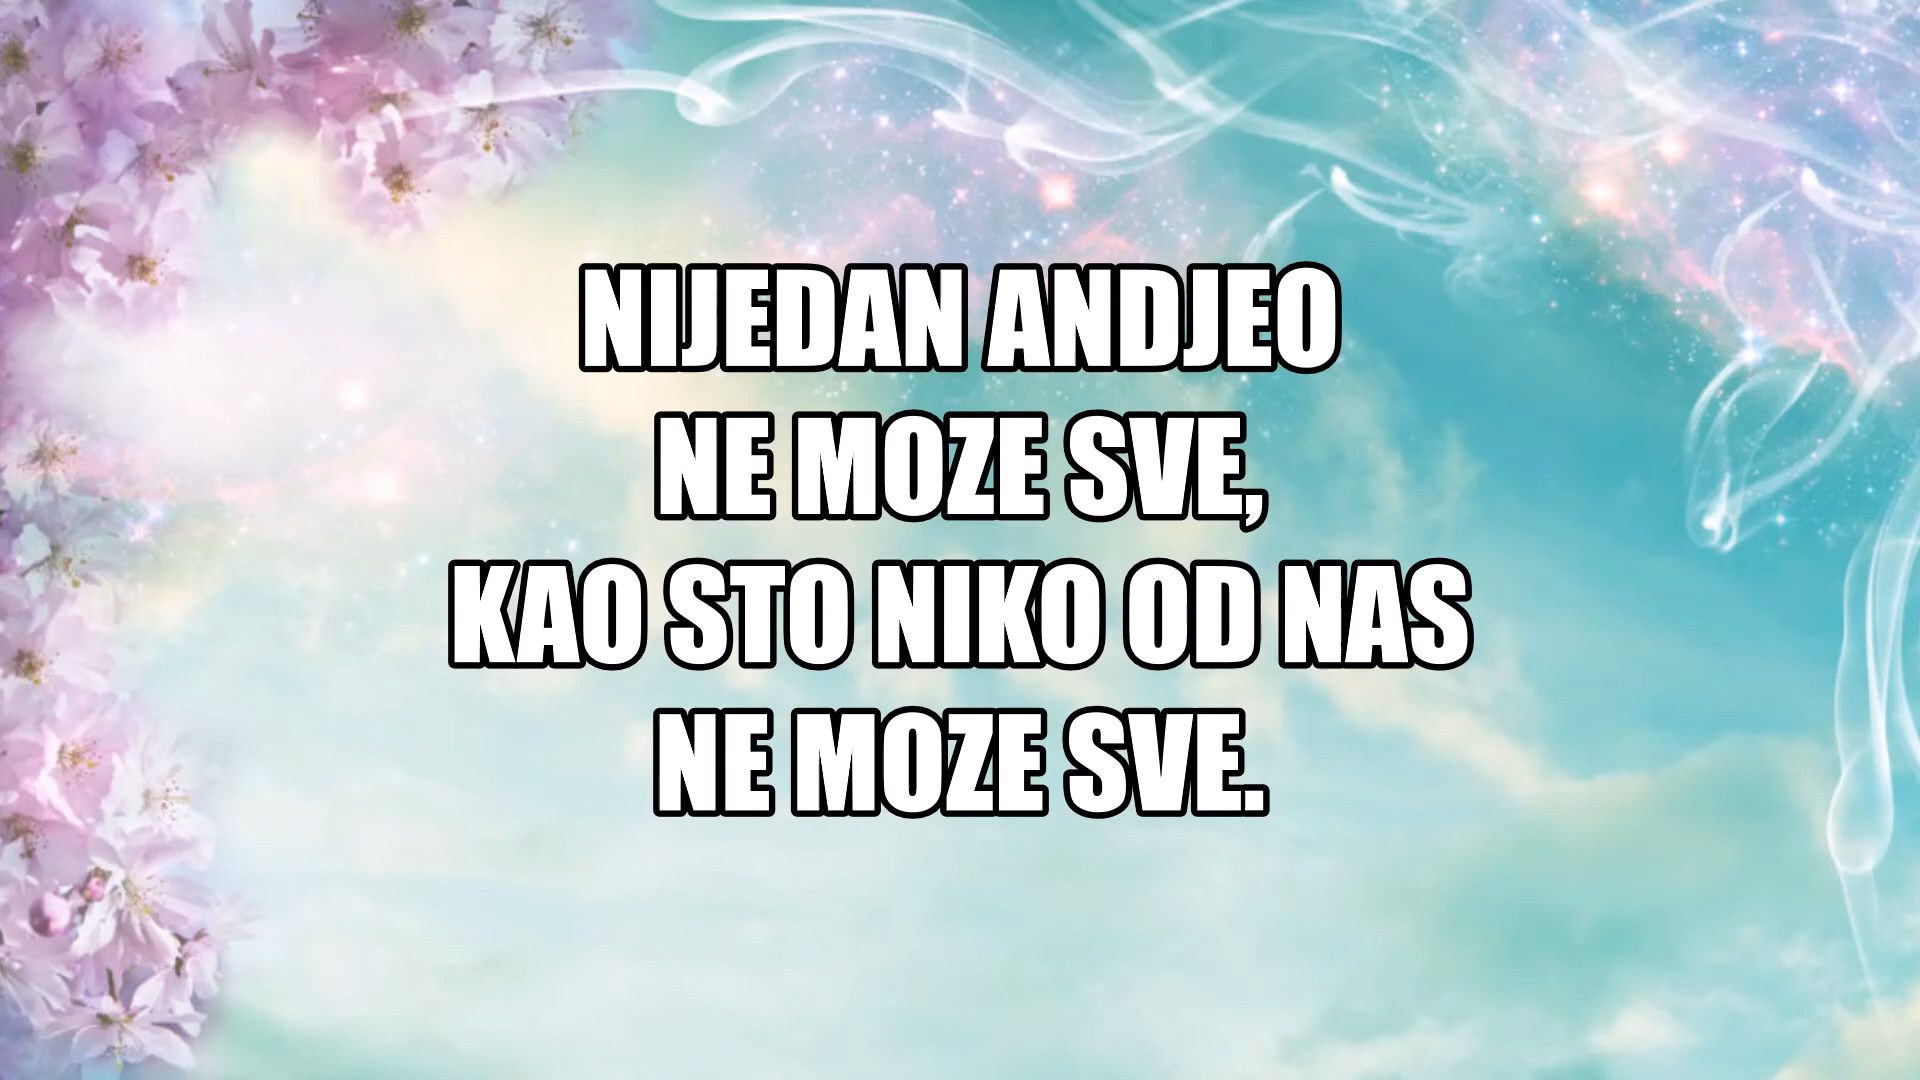 NIJEDAN ANDJEO
NE MOZE SVE,
KAO STO NIKO OD NAS
NE MOZE SVE.